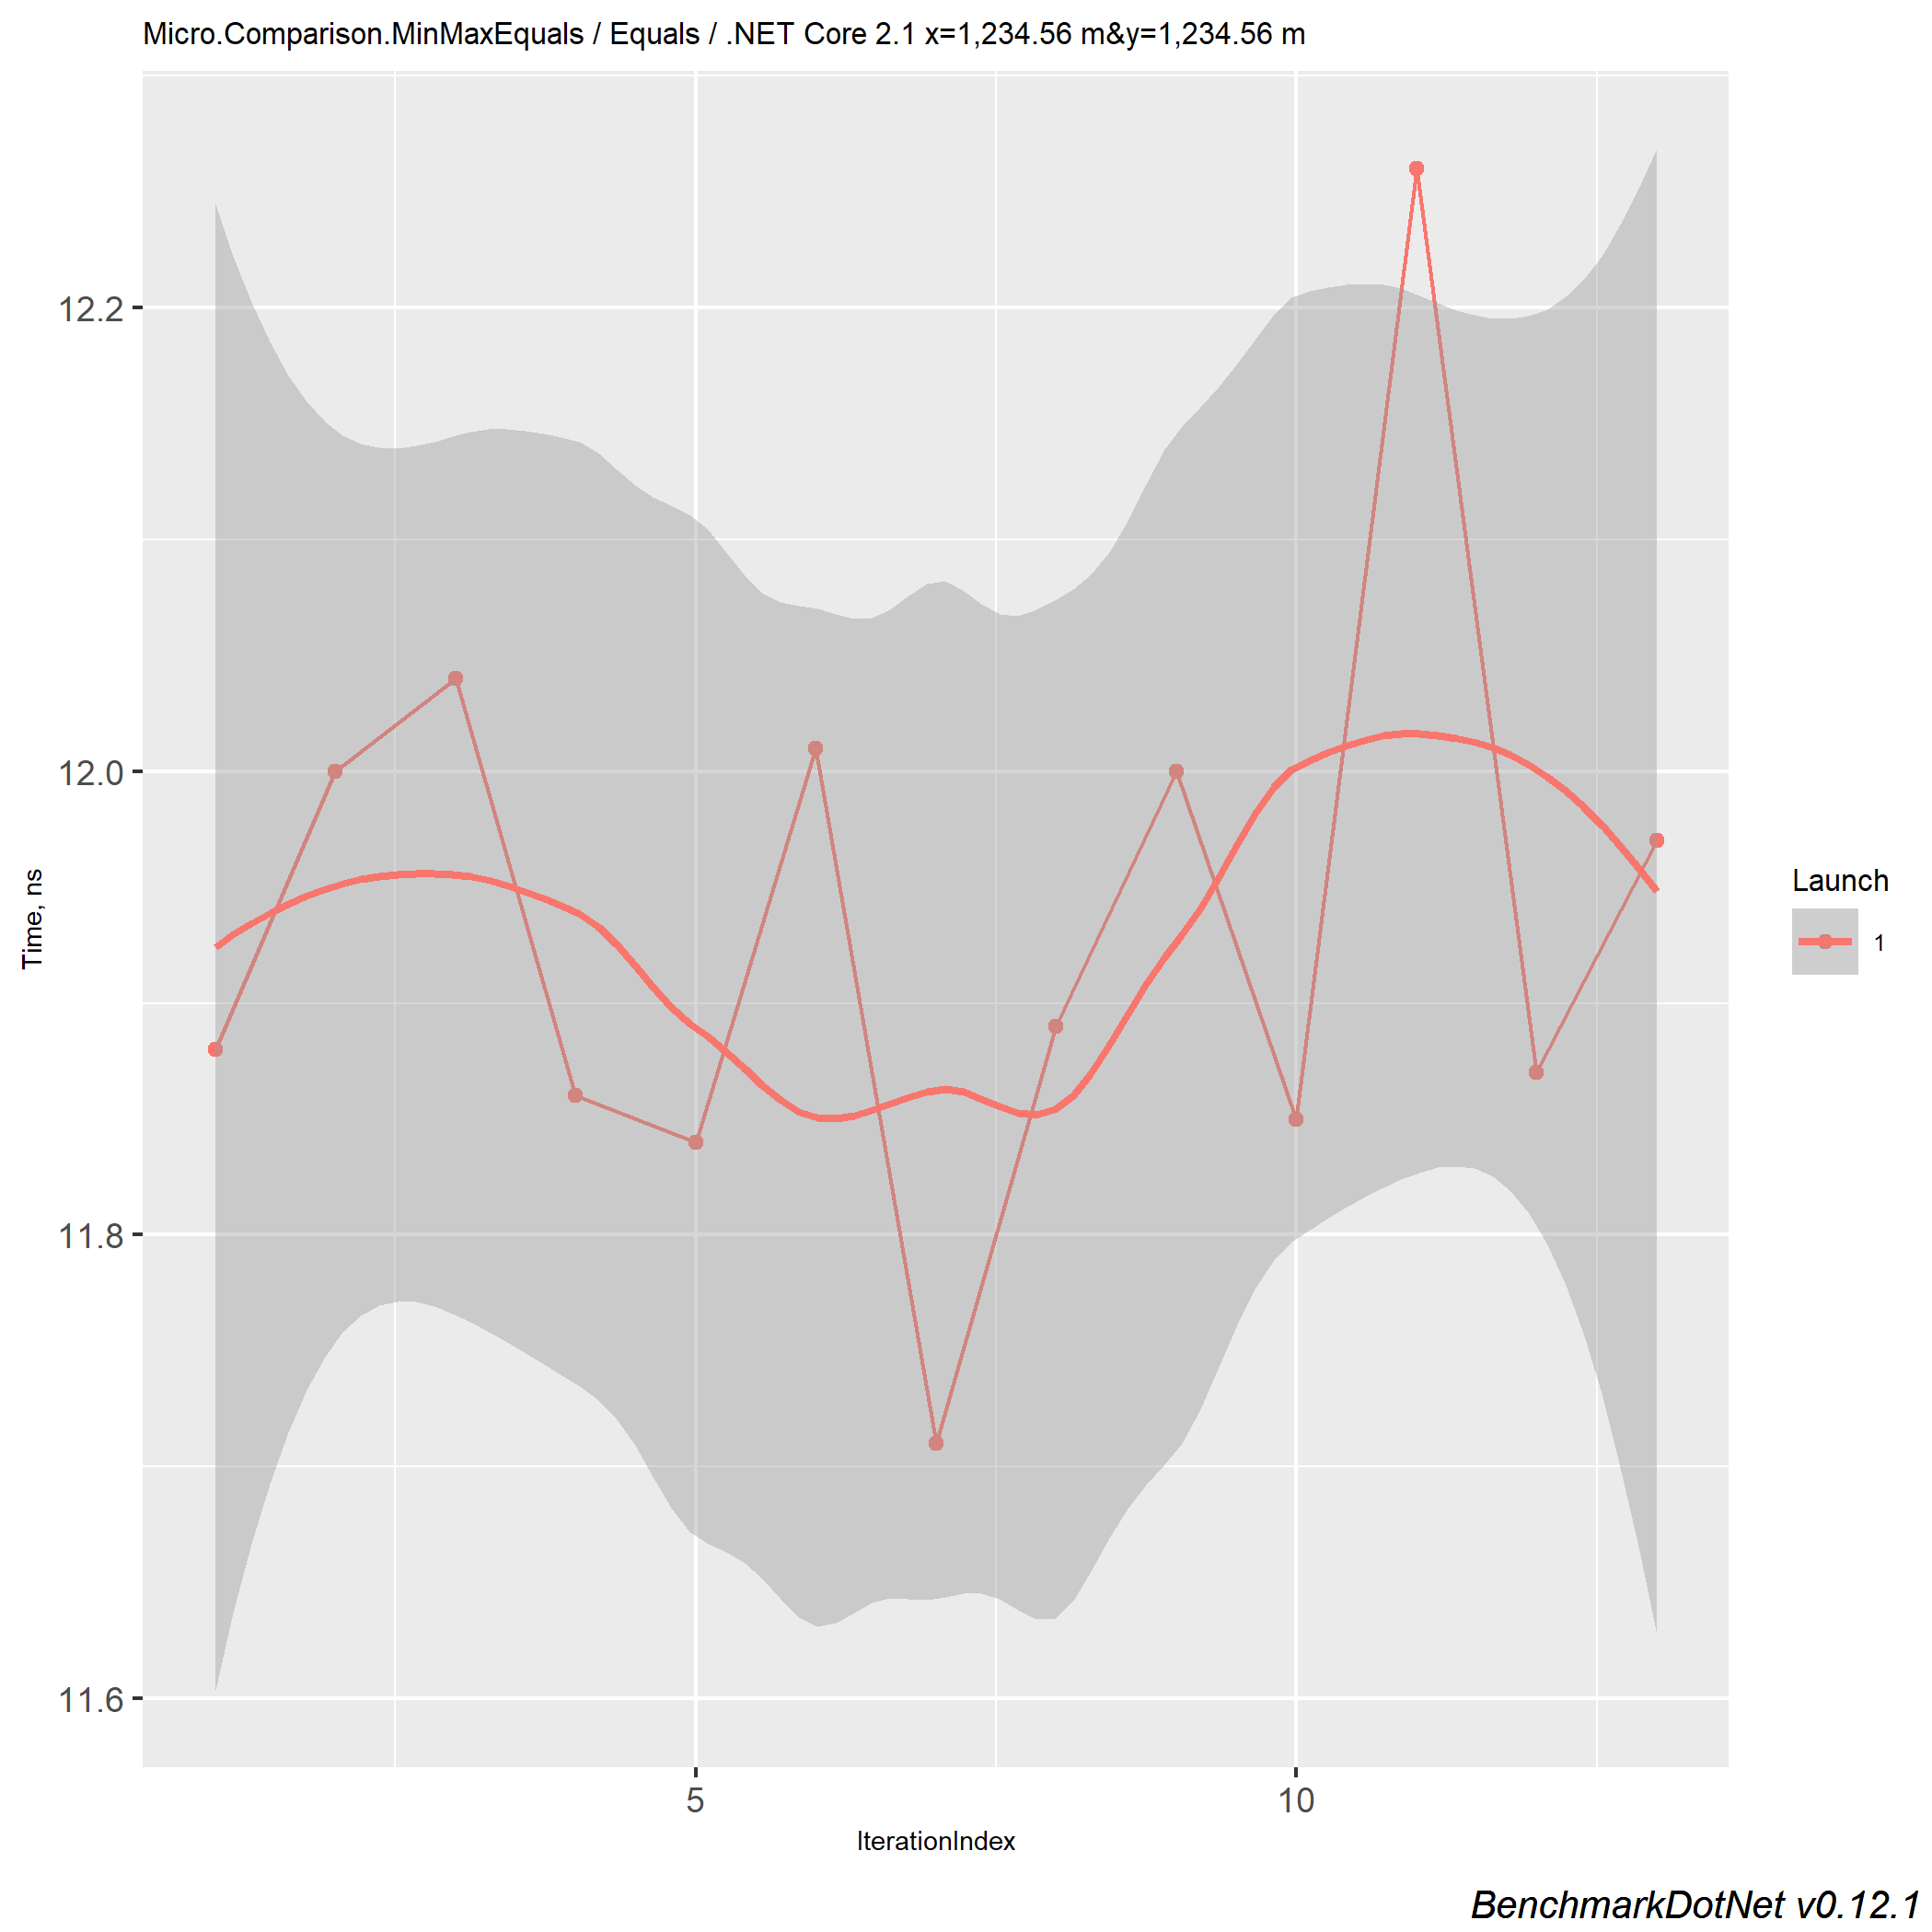 Micro.Comparison.MinMaxEquals / Equals / .NET Core 2.1 x=1,234.56 m&y=1,234.56 m
12.2
12.0
11.8
11.6
Time, ns
5
10
IterationIndex
Launch
1
BenchmarkDotNet v0.12.1